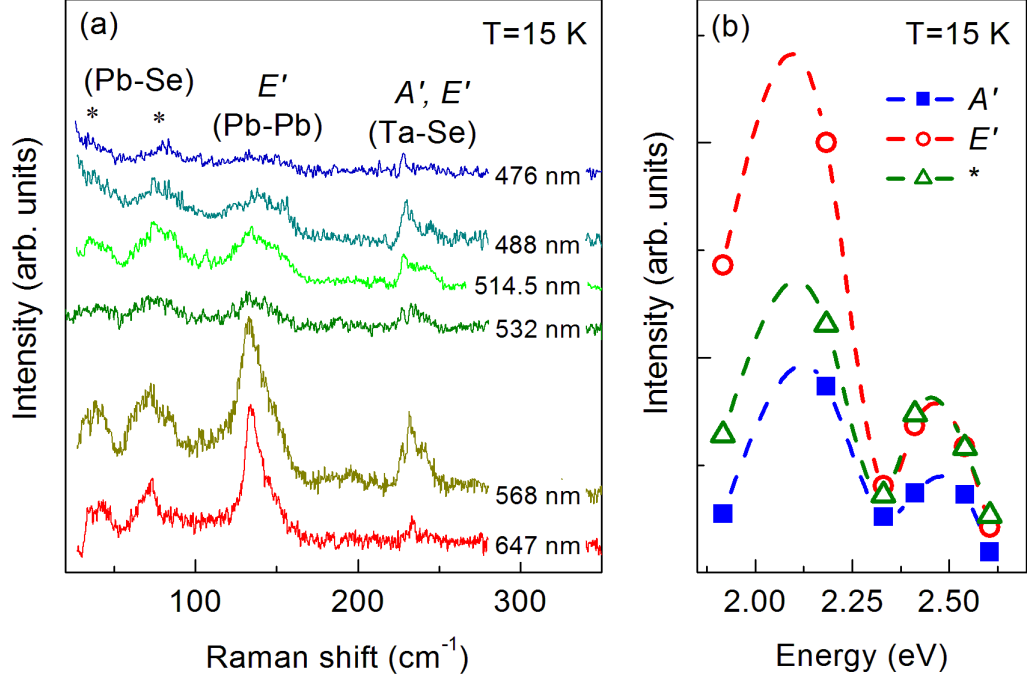 (a)
T=15 K
(Pb-Se)
* *
E'
(Pb-Pb)
A', E'
(Ta-Se)
476 nm
488 nm
514.5 nm
532 nm
568 nm
647 nm
Intensity (arb. units)
100 200 300
Raman shift (cm⁻¹)
(b)
T=15 K
A'
E'
*
Intensity (arb. units)
2.00 2.25 2.50
Energy (eV)